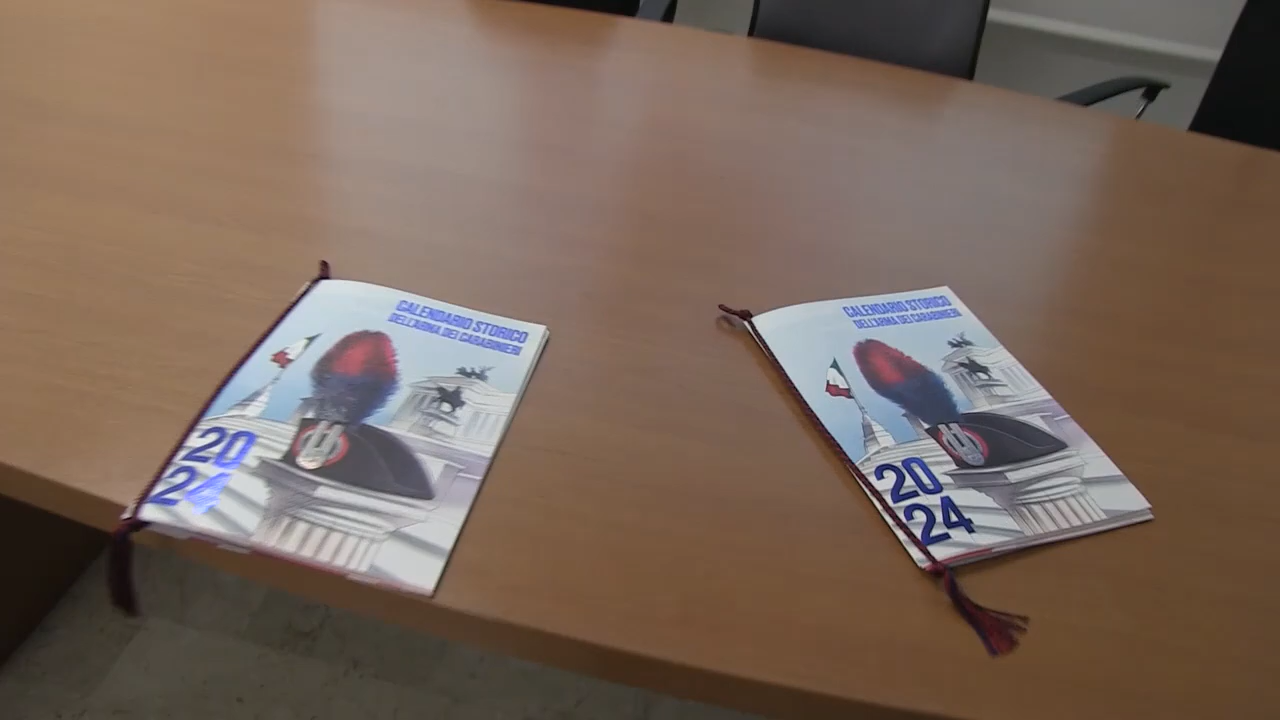 CALENDARIO STORICO
DELL'ARMA DEI CARABINIERI
20
24
CALENDARIO STORICO
DELL'ARMA DEI CARABINIERI
20
24